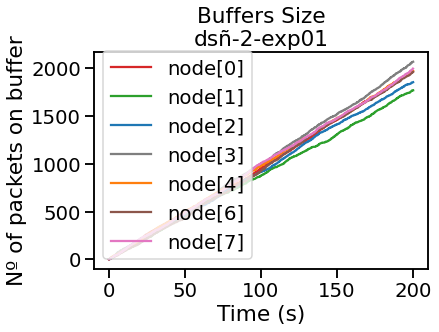 Buffers Size
dsñ-2-exp01
Nº of packets on buffer
2000
1500
1000
500
0
node[0]
node[1]
node[2]
node[3]
node[4]
node[6]
node[7]
0 50 100 150 200
Time (s)